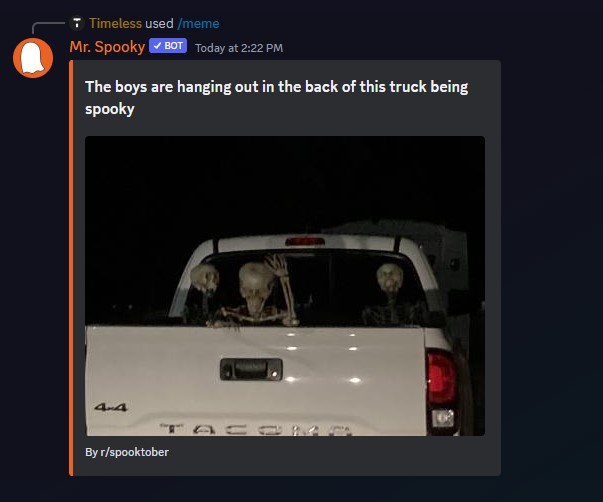 Timeless used /meme
Mr. Spooky ✔ BOT Today at 2:22 PM
The boys are hanging out in the back of this truck being
spooky
4x4
TACOMA
By r/spooktober